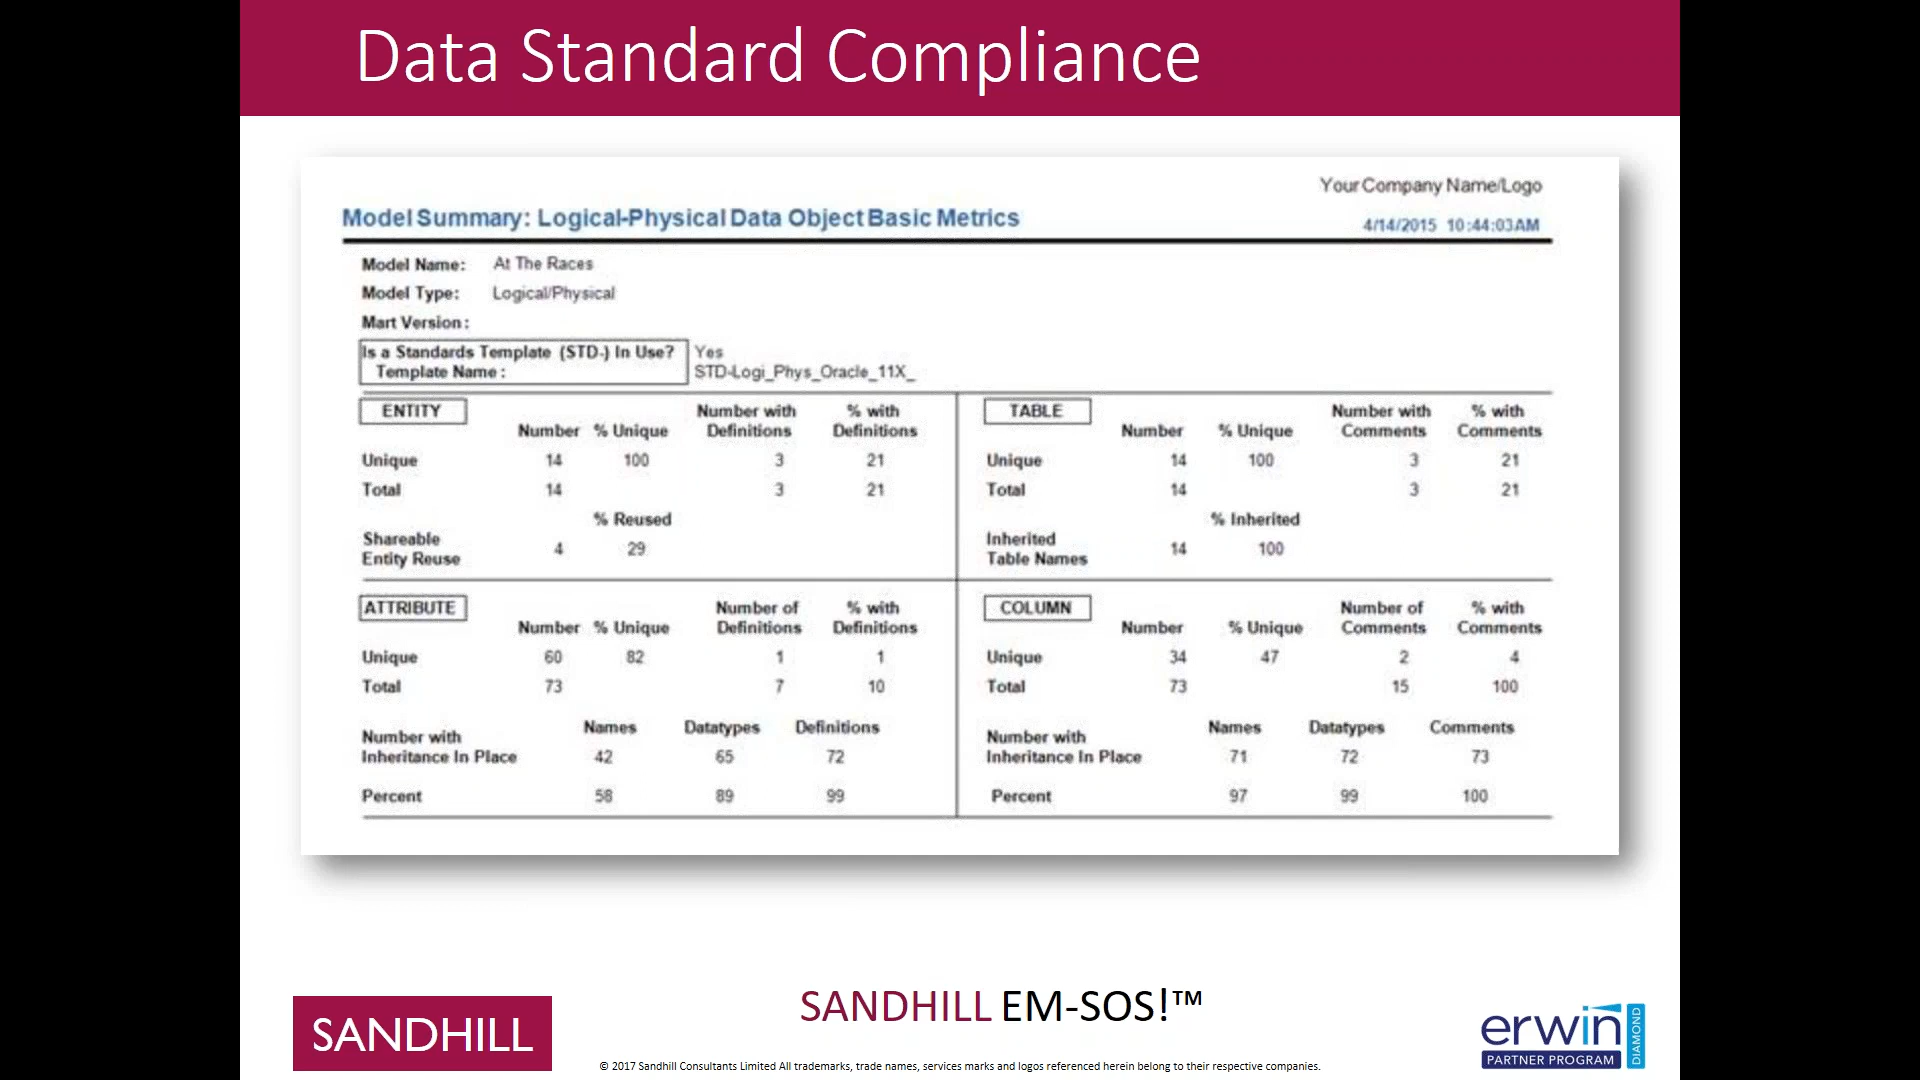 Data Standard Compliance
Your Company Name/Logo
Model Summary: Logical-Physical Data Object Basic Metrics
4/14/2015 10:44:03AM
Model Name: At The Races
Model Type: Logical/Physical
Mart Version:
Is a Standards Template (STD-) In Use? Yes
Template Name: STD-Logi_Phys_Oracle_11X_
ENTITY
Number with % with
Number % Unique Definitions Definitions
Unique 14 100 3 21
Total 14 3 21
% Reused
Shareable
Entity Reuse 4 29
TABLE
Number with % with
Number % Unique Comments Comments
Unique 14 100 3 21
Total 14 3 21
% Inherited
Inherited
Table Names 14 100
ATTRIBUTE
Number of % with
Number % Unique Definitions Definitions
Unique 60 82 1 1
Total 73 7 10
Names Datatypes Definitions
Number with
Inheritance In Place 42 65 72
Percent 58 89 99
COLUMN
Number of % with
Number % Unique Comments Comments
Unique 34 47 2 4
Total 73 15 100
Names Datatypes Comments
Number with
Inheritance In Place 71 72 73
Percent 97 99 100
SANDHILL
SANDHILL EM-SOS!™
© 2017 Sandhill Consultants Limited All trademarks, trade names, services marks and logos referenced herein belong to their respective companies.
erwin
PARTNER PROGRAM
DIAMOND